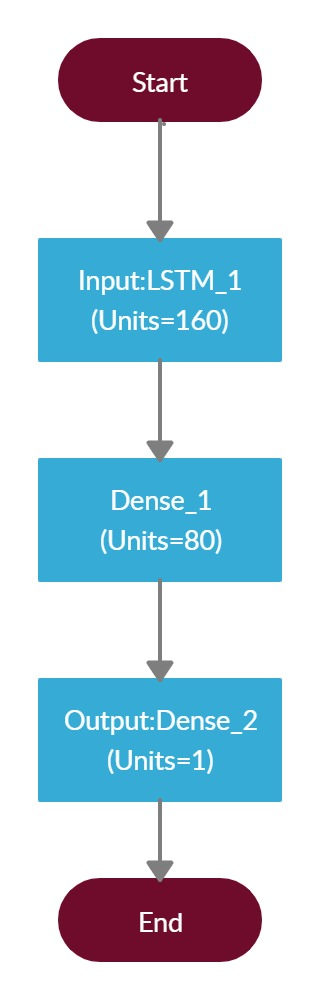 Start
Input:LSTM_1
(Units=160)
Dense_1
(Units=80)
Output:Dense_2
(Units=1)
End